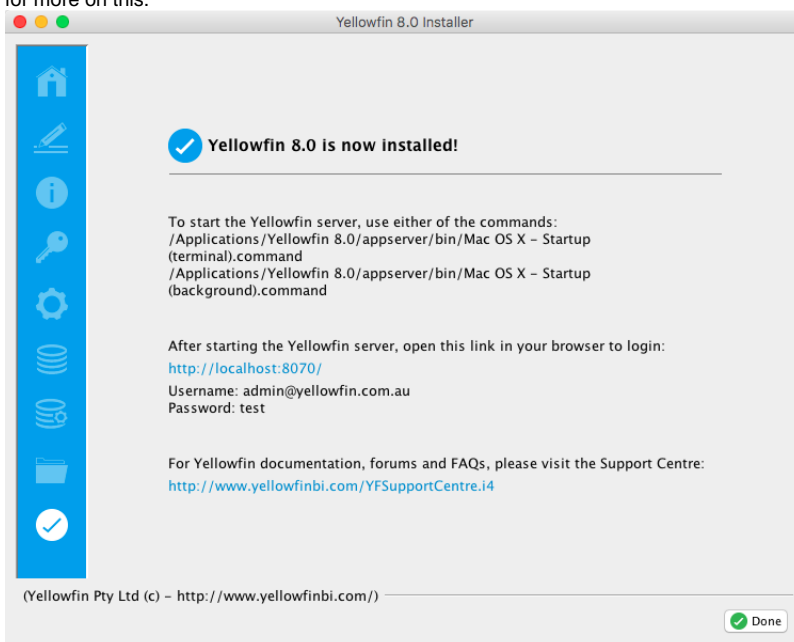 for more on this.
Yellowfin 8.0 Installer
Yellowfin 8.0 is now installed!
To start the Yellowfin server, use either of the commands:
/Applications/Yellowfin 8.0/appserver/bin/Mac OS X – Startup
(terminal).command
/Applications/Yellowfin 8.0/appserver/bin/Mac OS X – Startup
(background).command
After starting the Yellowfin server, open this link in your browser to login:
http://localhost:8070/
Username: admin@yellowfin.com.au
Password: test
For Yellowfin documentation, forums and FAQs, please visit the Support Centre:
http://www.yellowfinbi.com/YFSupportCentre.i4
(Yellowfin Pty Ltd (c) – http://www.yellowfinbi.com/)
Done